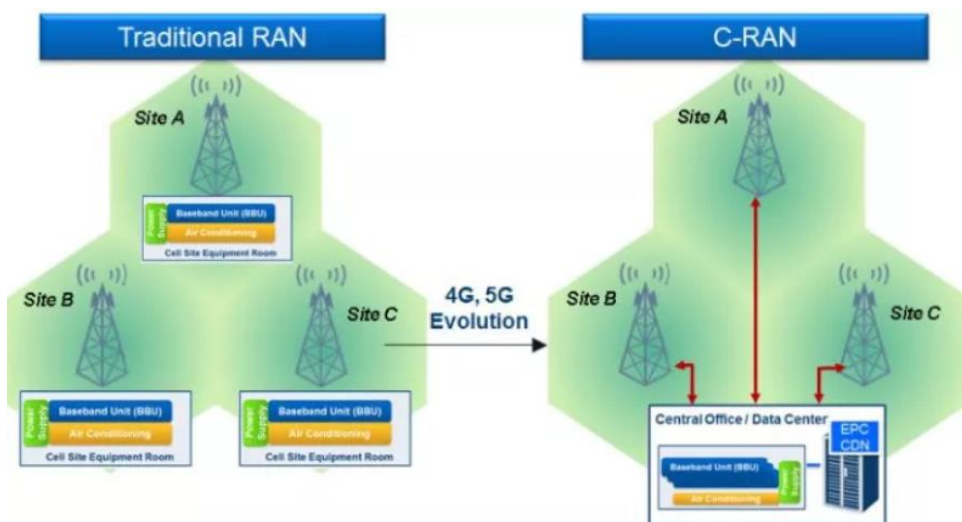 Traditional RAN
Site A
Power Supply
Baseband Unit (BBU)
Air Conditioning
Cell Site Equipment Room
Site B
Power Supply
Baseband Unit (BBU)
Air Conditioning
Cell Site Equipment Room
Site C
Power Supply
Baseband Unit (BBU)
Air Conditioning
Cell Site Equipment Room
4G, 5G
Evolution
C-RAN
Site A
Site B
Site C
Central Office / Data Center
EPC
CDN
Baseband Unit (BBU)
Air Conditioning
Power Supply